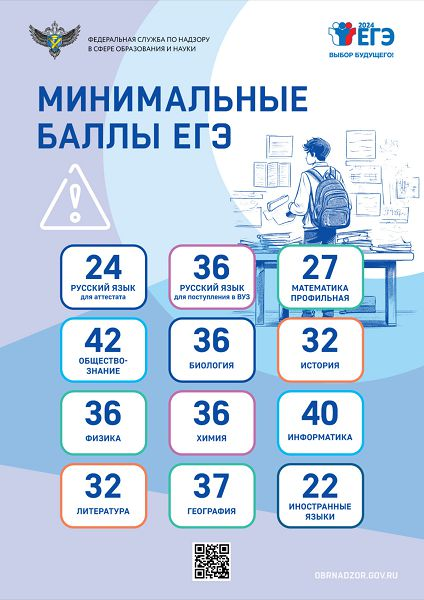 ФЕДЕРАЛЬНАЯ СЛУЖБА ПО НАДЗОРУ
В СФЕРЕ ОБРАЗОВАНИЯ И НАУКИ
2024
ЕГЭ
ВЫБОР БУДУЩЕГО!
МИНИМАЛЬНЫЕ
БАЛЛЫ ЕГЭ
24
РУССКИЙ ЯЗЫК
для аттестата
36
РУССКИЙ ЯЗЫК
для поступления в ВУЗ
27
МАТЕМАТИКА
ПРОФИЛЬНАЯ
42
ОБЩЕСТВО-
ЗНАНИЕ
36
БИОЛОГИЯ
32
ИСТОРИЯ
36
ФИЗИКА
36
ХИМИЯ
40
ИНФОРМАТИКА
32
ЛИТЕРАТУРА
37
ГЕОГРАФИЯ
22
ИНОСТРАННЫЕ
ЯЗЫКИ
OBRNADZOR.GOV.RU